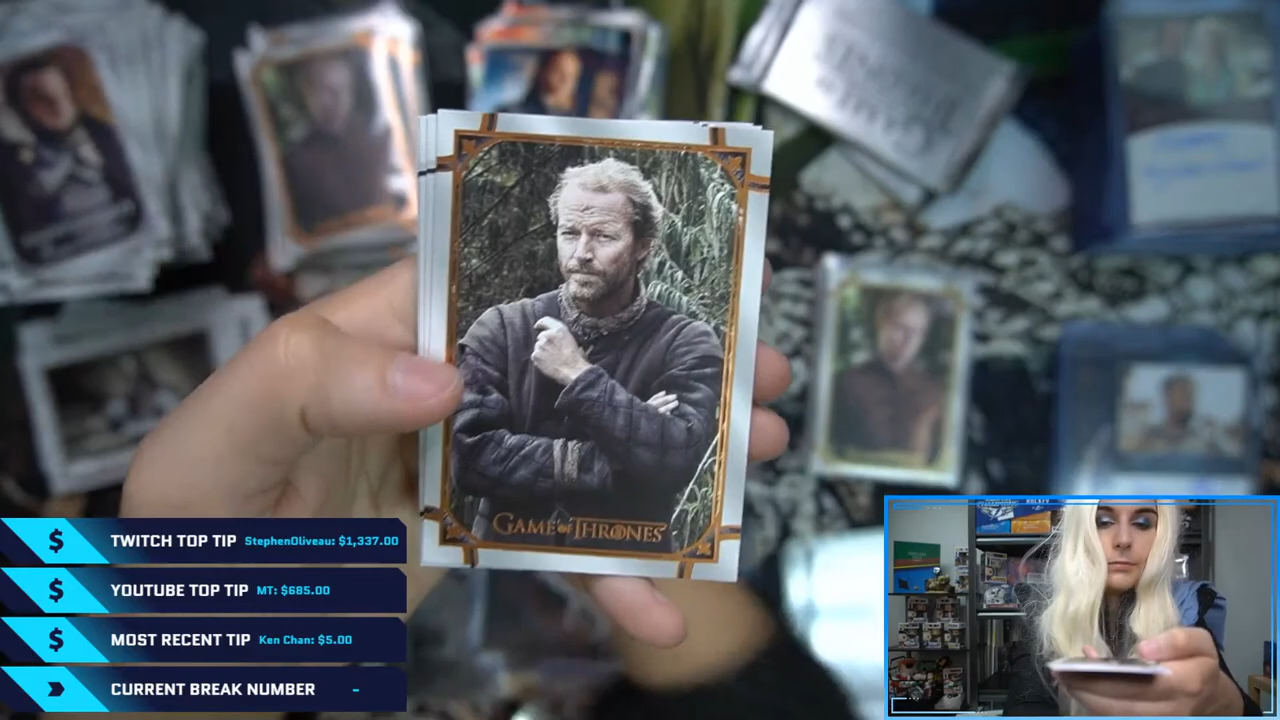 GAME OF THRONES
TWITCH TOP TIP StephenOliveau: $1,337.00
YOUTUBE TOP TIP MT: $685.00
MOST RECENT TIP Ken Chan: $5.00
CURRENT BREAK NUMBER -